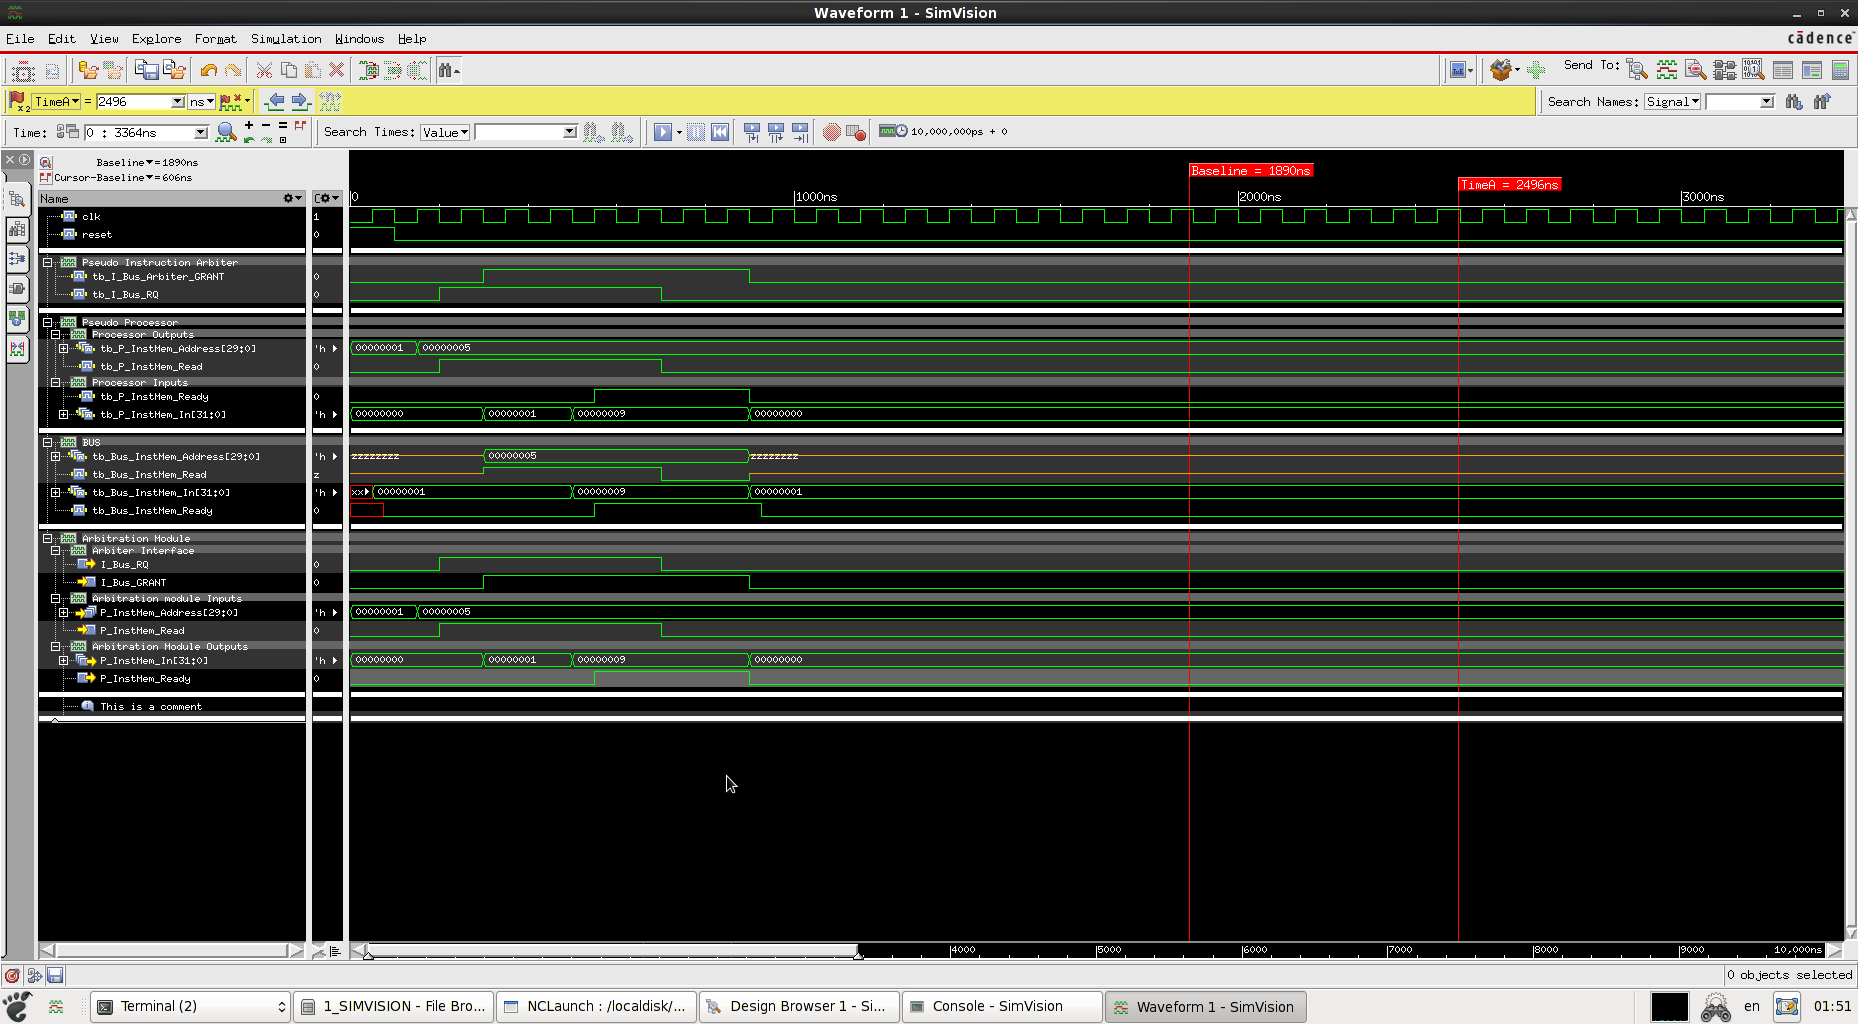 Waveform 1 - SimVision
File Edit View Explore Format Simulation Windows Help
cādence
Send To:
TimeA = 2496 ns
Search Names: Signal
Time: 0 : 3364ns
Search Times: Value
10,000,000ps + 0
Baseline = 1890ns
Cursor-Baseline = 606ns
Baseline = 1890ns
TimeA = 2496ns
Name
0 1000ns 2000ns 3000ns
clk 1
reset 0
Pseudo Instruction Arbiter
tb_I_Bus_Arbiter_GRANT 0
tb_I_Bus_RQ 0
Pseudo Processor
Processor Outputs
tb_P_InstMem_Address[29:0] 'h 00000001 00000005
tb_P_InstMem_Read 0
Processor Inputs
tb_P_InstMem_Ready 0
tb_P_InstMem_In[31:0] 'h 00000000 00000001 00000009 00000000
BUS
tb_Bus_InstMem_Address[29:0] 'h zzzzzzzz 00000005 zzzzzzzz
tb_Bus_InstMem_Read z
tb_Bus_InstMem_In[31:0] 'h xx 00000001 00000009 00000001
tb_Bus_InstMem_Ready 0
Arbitration Module
Arbiter Interface
I_Bus_RQ 0
I_Bus_GRANT 0
Arbitration module Inputs
P_InstMem_Address[29:0] 'h 00000001 00000005
P_InstMem_Read 0
Arbitration Module Outputs
P_InstMem_In[31:0] 'h 00000000 00000001 00000009 00000000
P_InstMem_Ready 0
This is a comment
4000 5000 6000 7000 8000 9000 10,000ns
0 objects selected
Terminal (2)
1_SIMVISION - File Bro...
NCLaunch : /localdisk/...
Design Browser 1 - Si...
Console - SimVision
Waveform 1 - SimVision
en
01:51